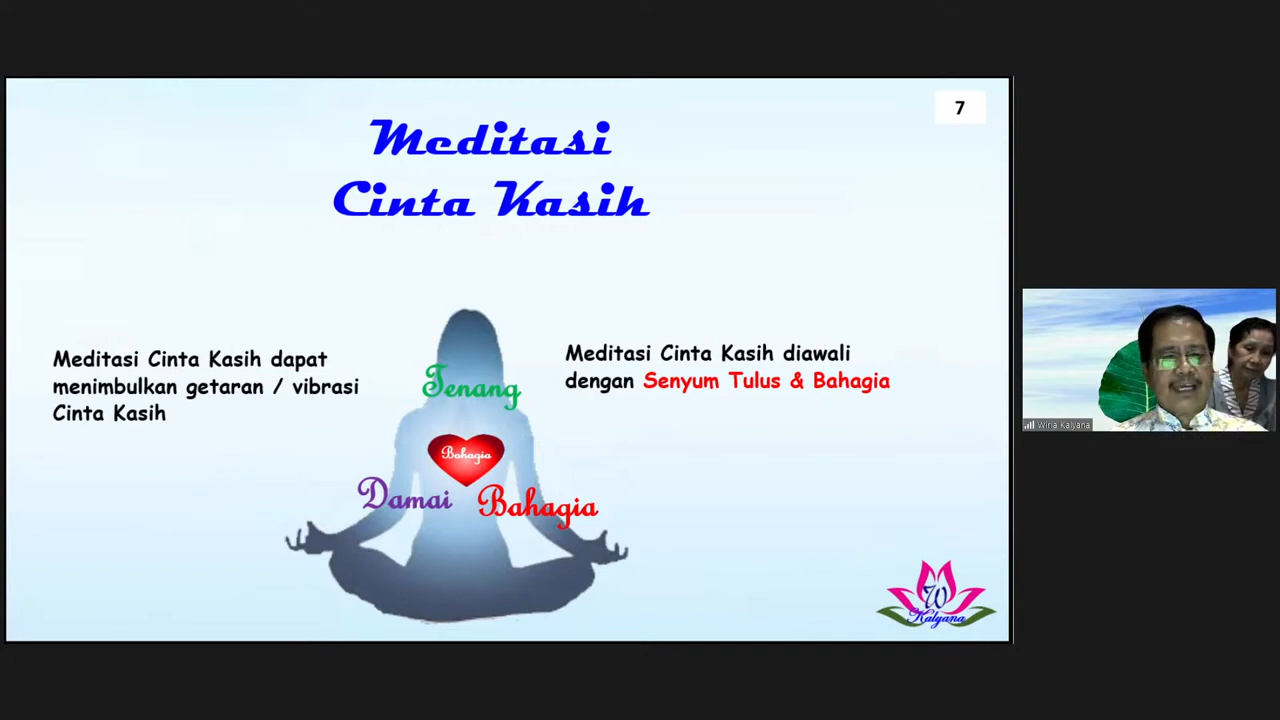 7
Meditasi
Cinta Kasih
Meditasi Cinta Kasih dapat
menimbulkan getaran / vibrasi
Cinta Kasih
Meditasi Cinta Kasih diawali
dengan Senyum Tulus & Bahagia
Tenang
Bahagia
Damai
Bahagia
W
Kalyana
Wiria Kalyana